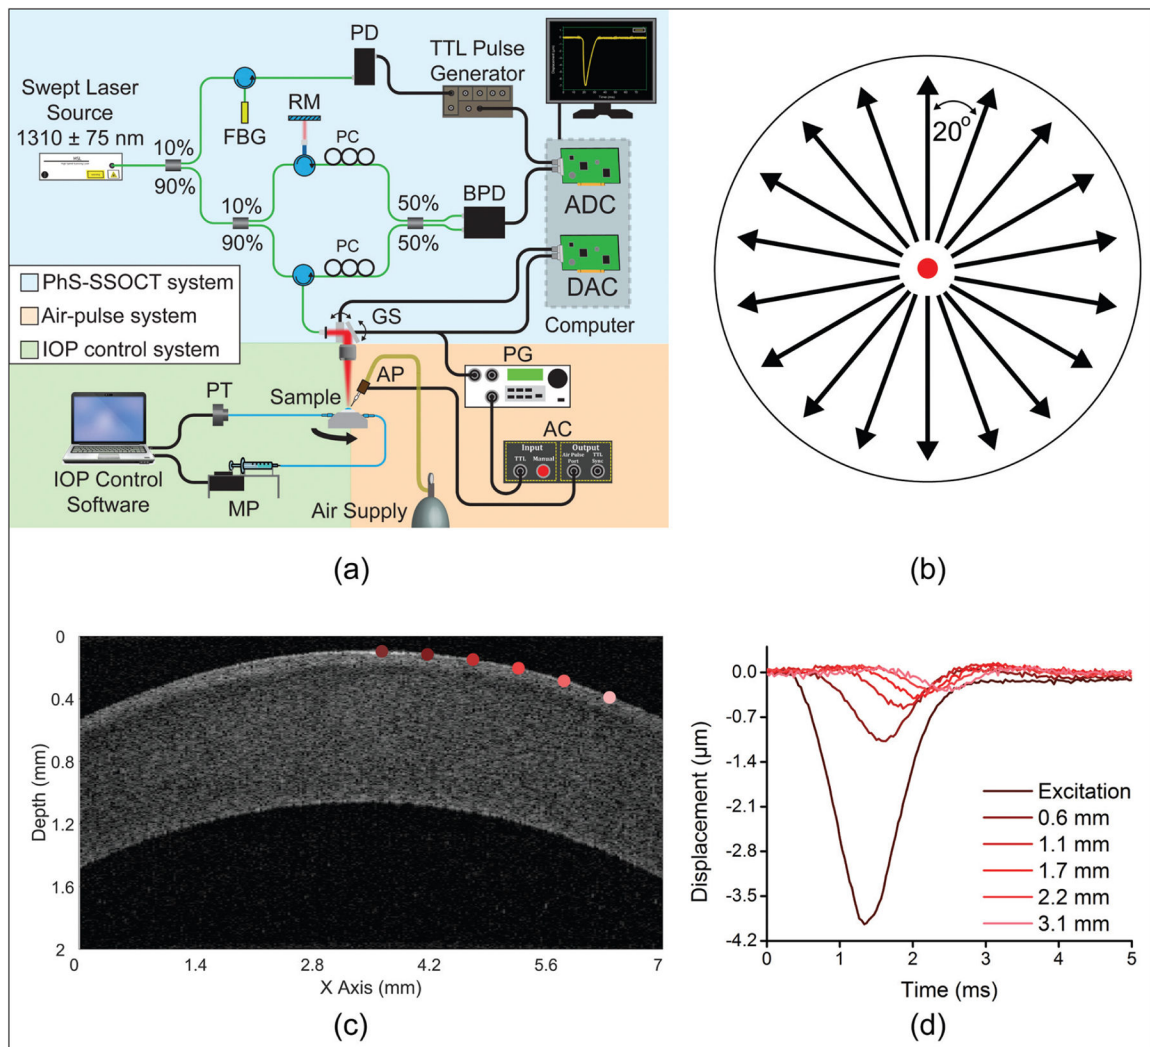 PD
TTL Pulse
Generator
Swept Laser
Source
1310 ± 75 nm
FBG
RM
PC
10%
90%
10%
90%
50%
50%
BPD
ADC
PC
DAC
Computer
GS
PhS-SSOCT system
Air-pulse system
IOP control system
PT
Sample
AP
PG
AC
Input
Output
TTL
Manual
Air Pulse
Port
TTL
Sync
IOP Control
Software
MP
Air Supply
(a)
20°
(b)
0
0.4
0.8
1.2
1.6
2
Depth (mm)
0
1.4
2.8
4.2
5.6
7
X Axis (mm)
(c)
0.0
-0.7
-1.4
-2.1
-2.8
-3.5
-4.2
Displacement (µm)
Excitation
0.6 mm
1.1 mm
1.7 mm
2.2 mm
3.1 mm
0
1
2
3
4
5
Time (ms)
(d)